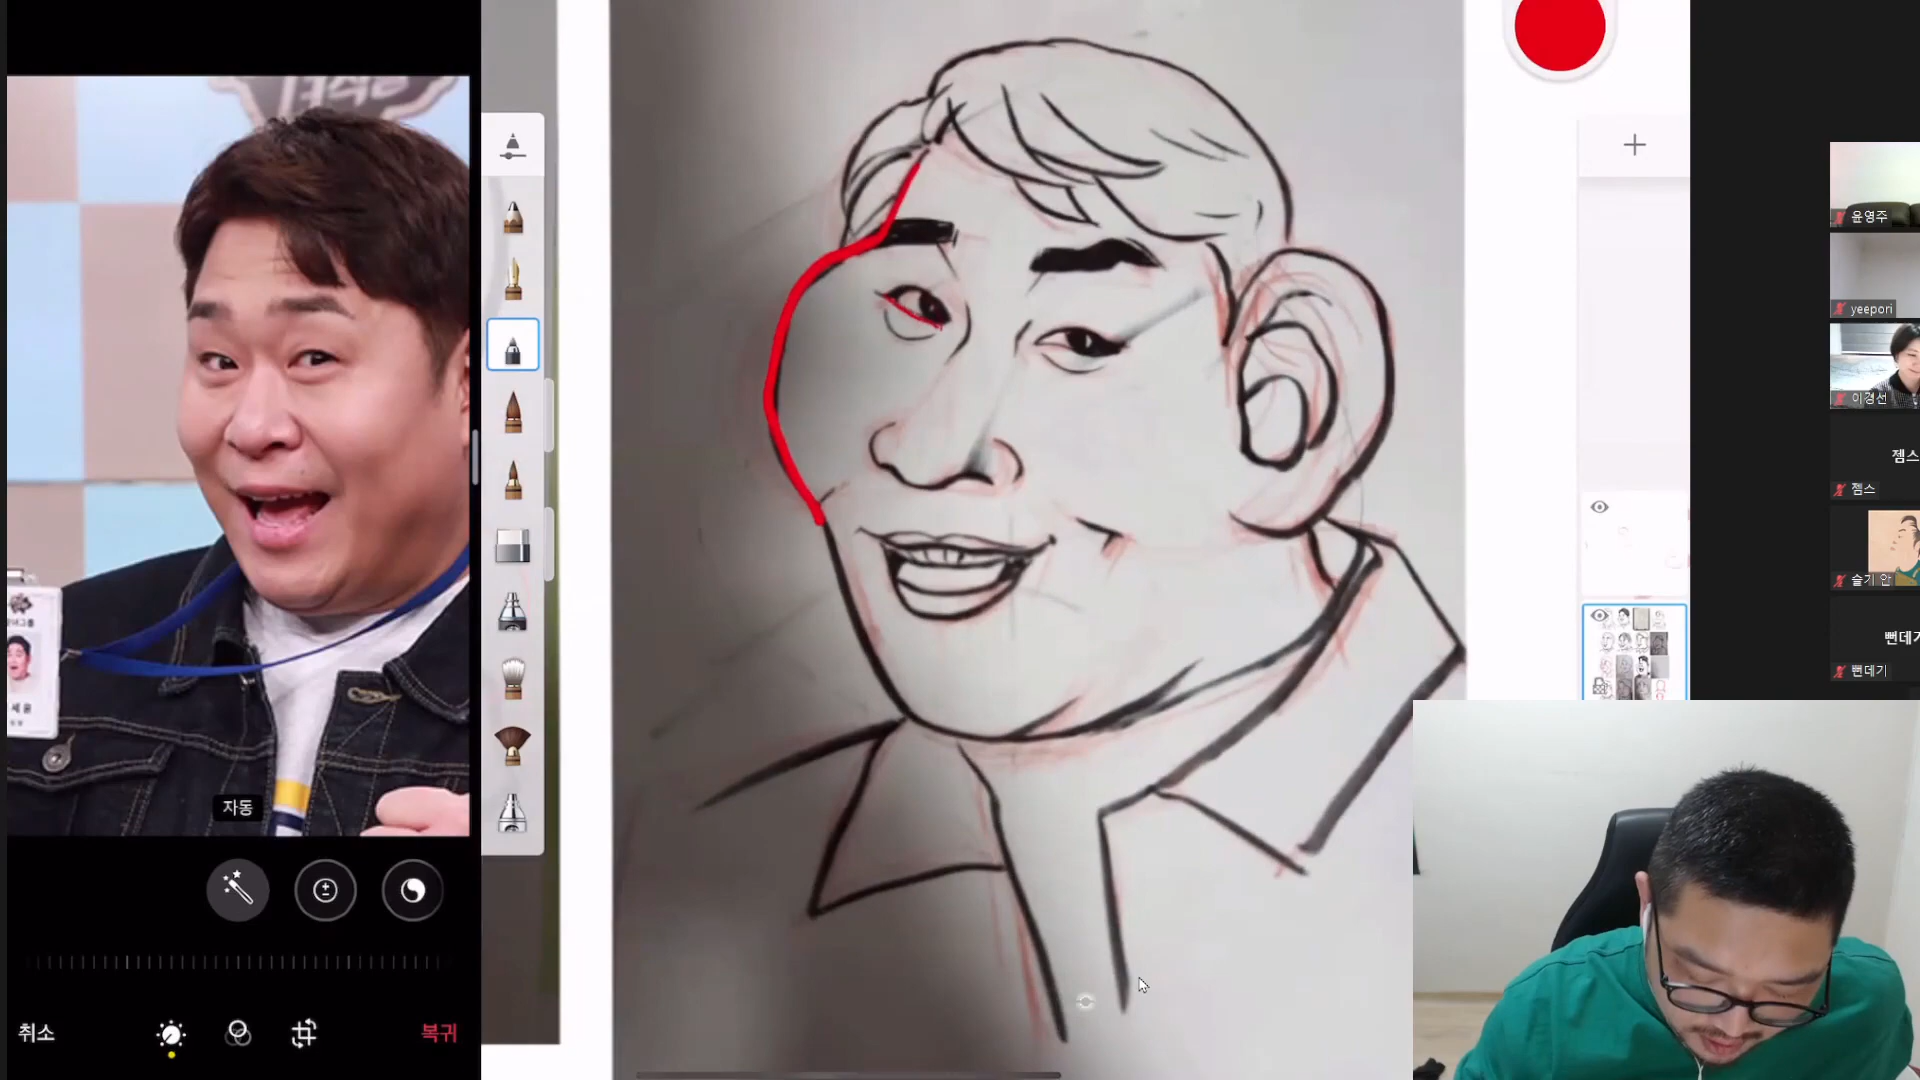 자동
취소
복귀
윤영주
yeepori
이경선
젬스
젬스
슬기 안
뻔데기
뻔데기